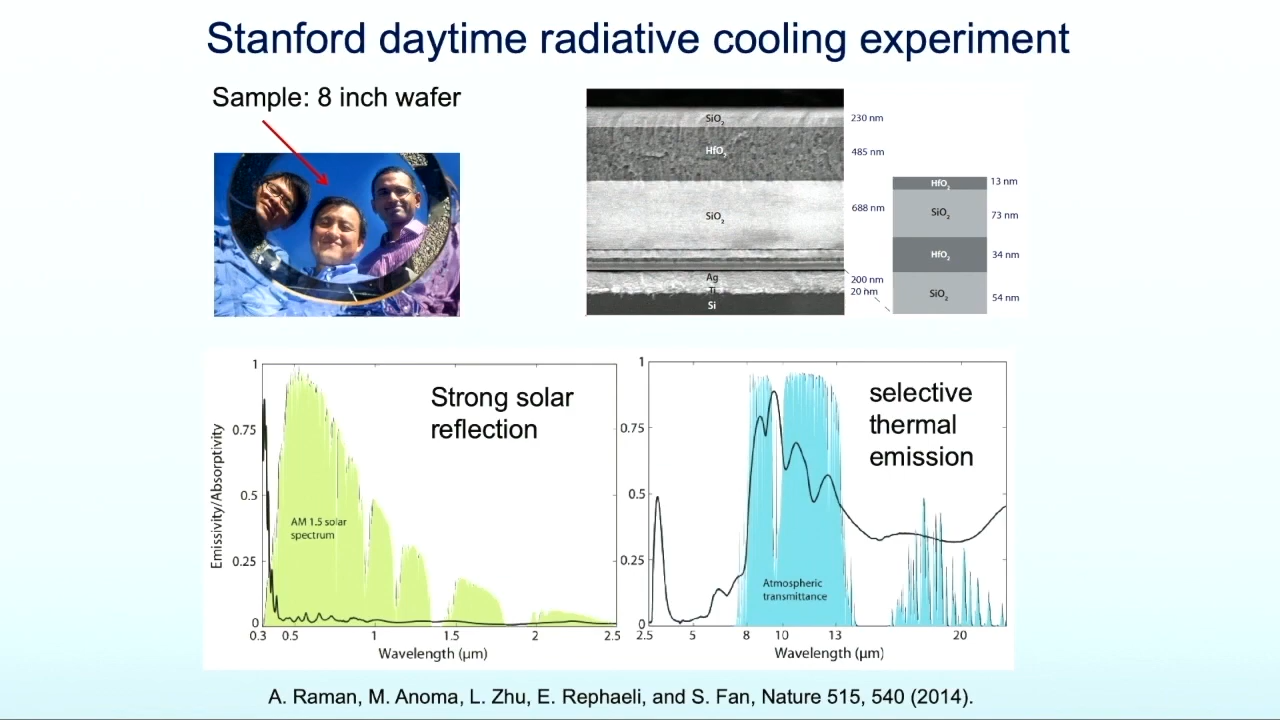 Stanford daytime radiative cooling experiment
Sample: 8 inch wafer
SiO2
230 nm
HfO2
485 nm
SiO2
688 nm
Ag
200 nm
Ti
20 nm
Si
HfO2
13 nm
SiO2
73 nm
HfO2
34 nm
SiO2
54 nm
Emissivity/Absorptivity
1
0.75
0.5
0.25
0
Strong solar
reflection
AM 1.5 solar
spectrum
0.3 0.5 1 1.5 2 2.5
Wavelength (μm)
1
0.75
0.5
0.25
0
selective
thermal
emission
Atmospheric
transmittance
2.5 5 8 10 13 20
Wavelength (μm)
A. Raman, M. Anoma, L. Zhu, E. Rephaeli, and S. Fan, Nature 515, 540 (2014).